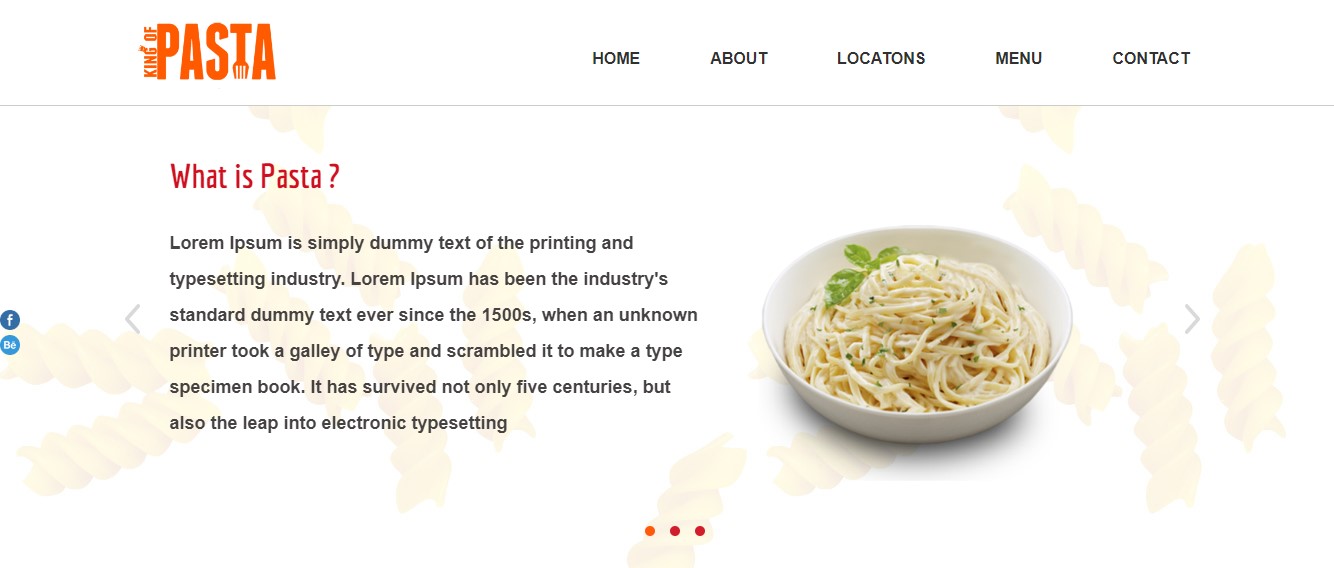 KING OF
PASTA
HOME ABOUT LOCATONS MENU CONTACT
What is Pasta ?
Lorem Ipsum is simply dummy text of the printing and
typesetting industry. Lorem Ipsum has been the industry's
standard dummy text ever since the 1500s, when an unknown
printer took a galley of type and scrambled it to make a type
specimen book. It has survived not only five centuries, but
also the leap into electronic typesetting
f
Bē